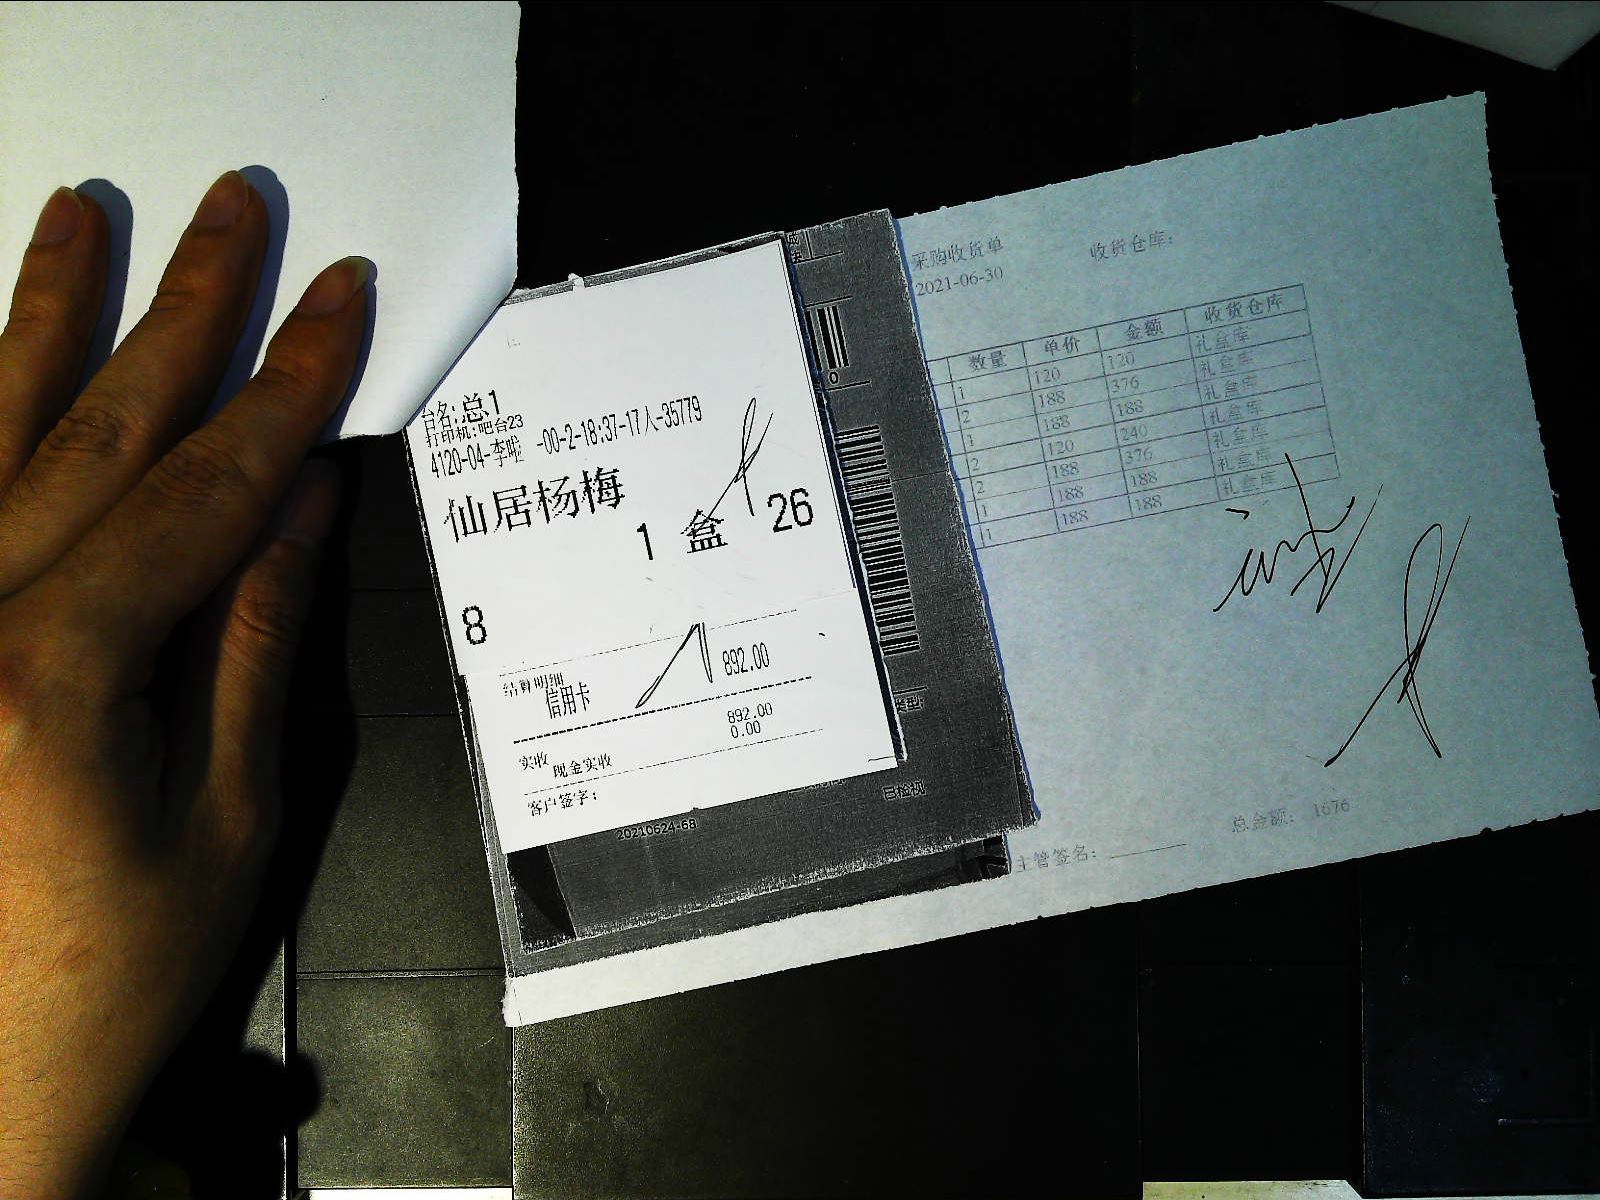 台名:总1
打印机:吧台23
4120-04-李啦 -00-2-18:37-17人-35779
仙居杨梅
1 盒 26
8
结算明细
信用卡 892.00
实收 892.00
现金实收 0.00
客户签字:
20210624-68
日检视
采购收货单 收货仓库:
2021-06-30
数量 单价 金额 收货仓库
1 120 120 礼盒库
2 188 376 礼盒库
1 188 188 礼盒库
2 120 240 礼盒库
2 188 376 礼盒库
1 188 188 礼盒库
1 188 188 礼盒库
总金额: 1676
主管签名: